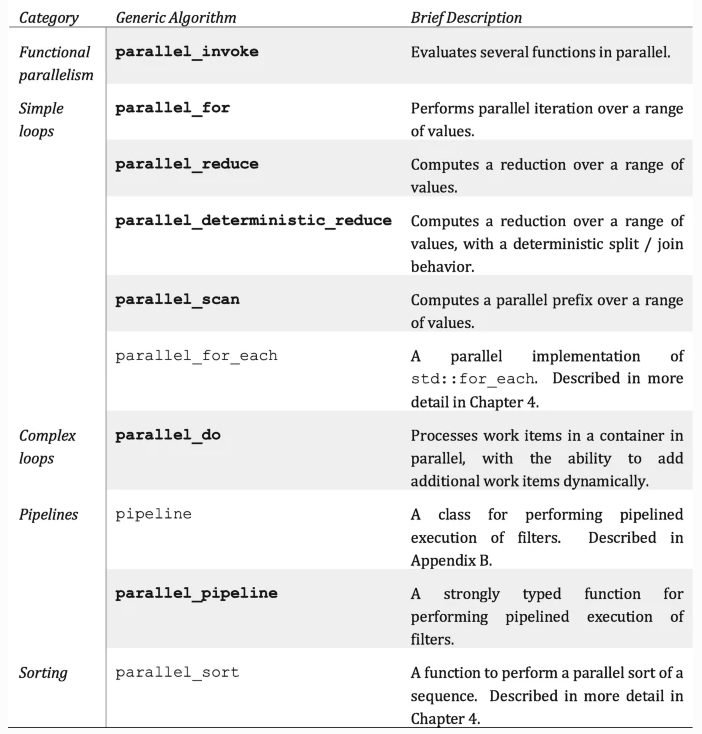 Category Generic Algorithm Brief Description
Functional parallel_invoke Evaluates several functions in parallel.
parallelism
Simple parallel_for Performs parallel iteration over a range
loops of values.
parallel_reduce Computes a reduction over a range of
values.
parallel_deterministic_reduce Computes a reduction over a range of
values, with a deterministic split / join
behavior.
parallel_scan Computes a parallel prefix over a range
of values.
parallel_for_each A parallel implementation of
std::for_each. Described in more
detail in Chapter 4.
Complex parallel_do Processes work items in a container in
loops parallel, with the ability to add
additional work items dynamically.
Pipelines pipeline A class for performing pipelined
execution of filters. Described in
Appendix B.
parallel_pipeline A strongly typed function for
performing pipelined execution of
filters.
Sorting parallel_sort A function to perform a parallel sort of a
sequence. Described in more detail in
Chapter 4.